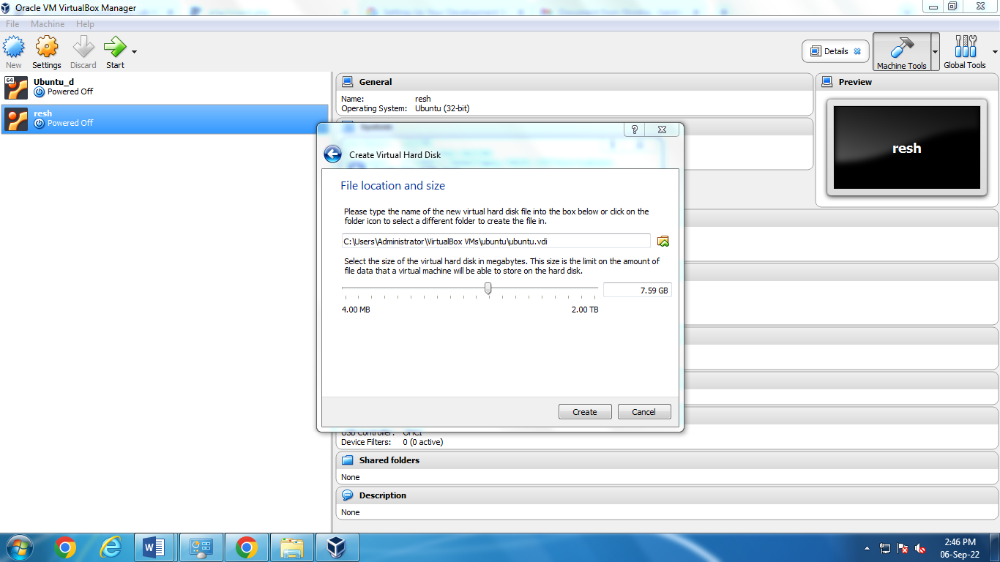 Oracle VM VirtualBox Manager
File Machine Help
New Settings Discard Start
Details
Machine Tools
Global Tools
64
Ubuntu_d
Powered Off
resh
Powered Off
General
Name: resh
Operating System: Ubuntu (32-bit)
Preview
resh
?
Create Virtual Hard Disk
File location and size
Please type the name of the new virtual hard disk file into the box below or click on the
folder icon to select a different folder to create the file in.
C:\Users\Administrator\VirtualBox VMs\ubuntu\ubuntu.vdi
Select the size of the virtual hard disk in megabytes. This size is the limit on the amount of
file data that a virtual machine will be able to store on the hard disk.
7.59 GB
4.00 MB 2.00 TB
Create Cancel
USB Controller: OHCI
Device Filters: 0 (0 active)
Shared folders
None
Description
None
2:46 PM
06-Sep-22